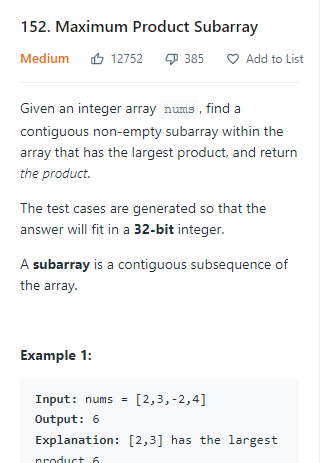 152. Maximum Product Subarray
Medium 12752 385 Add to List
Given an integer array nums , find a
contiguous non-empty subarray within the
array that has the largest product, and return
the product.
The test cases are generated so that the
answer will fit in a 32-bit integer.
A subarray is a contiguous subsequence of
the array.
Example 1:
Input: nums = [2,3,-2,4]
Output: 6
Explanation: [2,3] has the largest
product 6